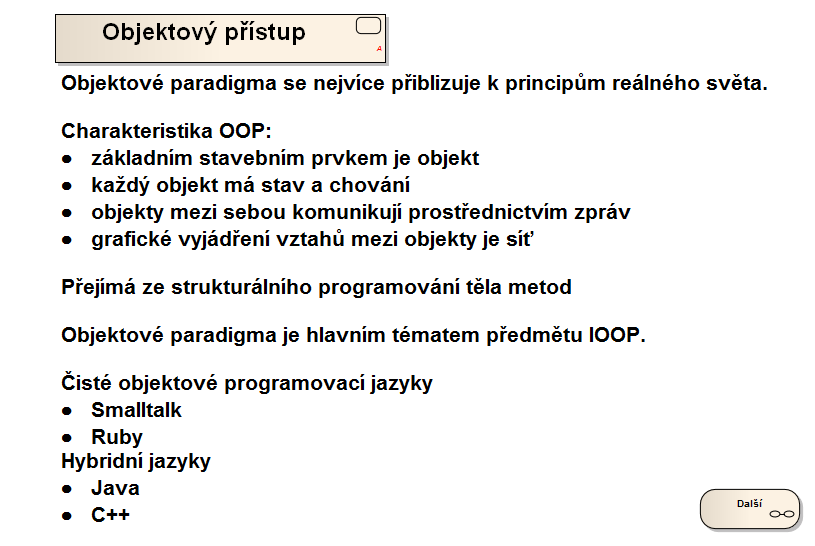 Objektový přístup
A
Objektové paradigma se nejvíce přiblizuje k principům reálného světa.
Charakteristika OOP:
● základním stavebním prvkem je objekt
● každý objekt má stav a chování
● objekty mezi sebou komunikují prostřednictvím zpráv
● grafické vyjádření vztahů mezi objekty je síť
Přejímá ze strukturálního programování těla metod
Objektové paradigma je hlavním tématem předmětu IOOP.
Čisté objektové programovací jazyky
● Smalltalk
● Ruby
Hybridní jazyky
● Java
● C++
Další